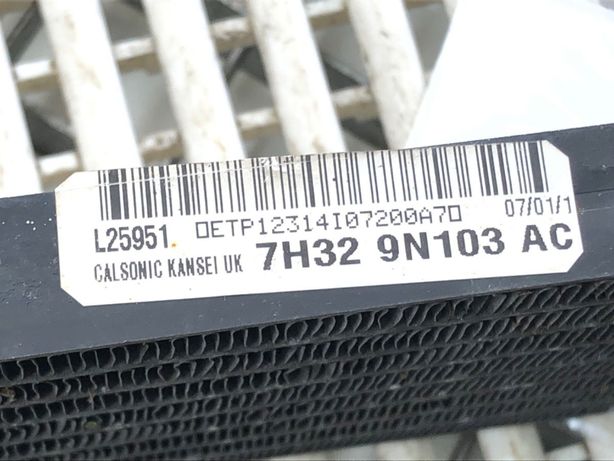 L25951 ▯ETP12314I07200A7▯ 07/01/1
CALSONIC KANSEI UK 7H32 9N103 AC